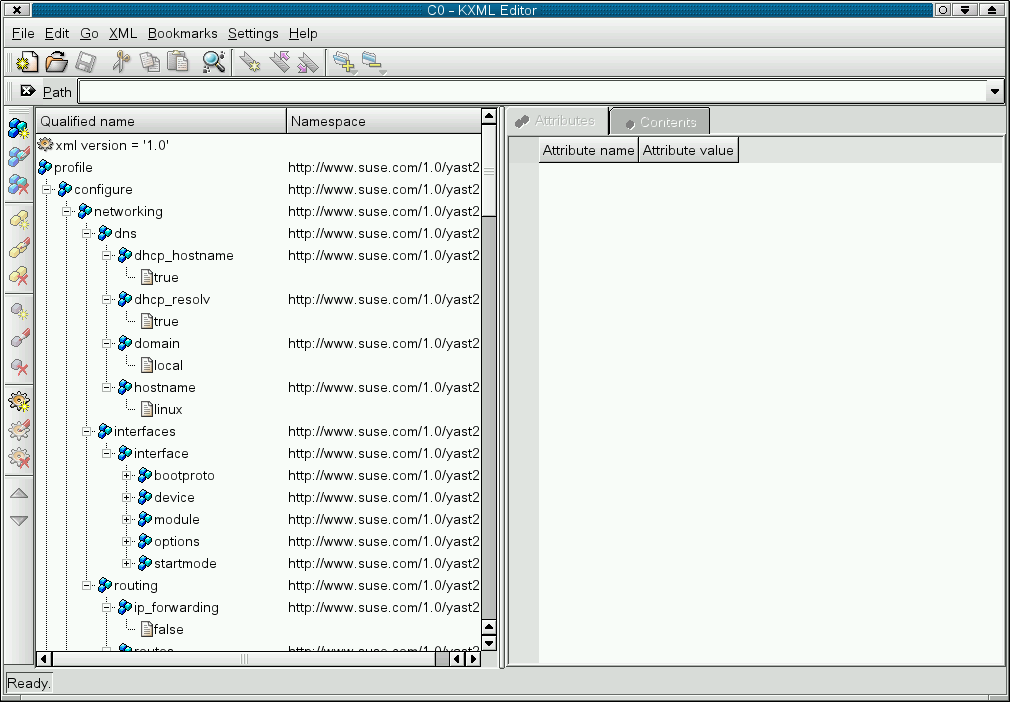 C0 - KXML Editor
File Edit Go XML Bookmarks Settings Help
Path
Qualified name Namespace Attributes Contents
Attribute name Attribute value
xml version = '1.0'
profile http://www.suse.com/1.0/yast2
configure http://www.suse.com/1.0/yast2
networking http://www.suse.com/1.0/yast2
dns http://www.suse.com/1.0/yast2
dhcp_hostname http://www.suse.com/1.0/yast2
true
dhcp_resolv http://www.suse.com/1.0/yast2
true
domain http://www.suse.com/1.0/yast2
local
hostname http://www.suse.com/1.0/yast2
linux
interfaces http://www.suse.com/1.0/yast2
interface http://www.suse.com/1.0/yast2
bootproto http://www.suse.com/1.0/yast2
device http://www.suse.com/1.0/yast2
module http://www.suse.com/1.0/yast2
options http://www.suse.com/1.0/yast2
startmode http://www.suse.com/1.0/yast2
routing http://www.suse.com/1.0/yast2
ip_forwarding http://www.suse.com/1.0/yast2
false
routes http://www.suse.com/1.0/yast2
Ready.